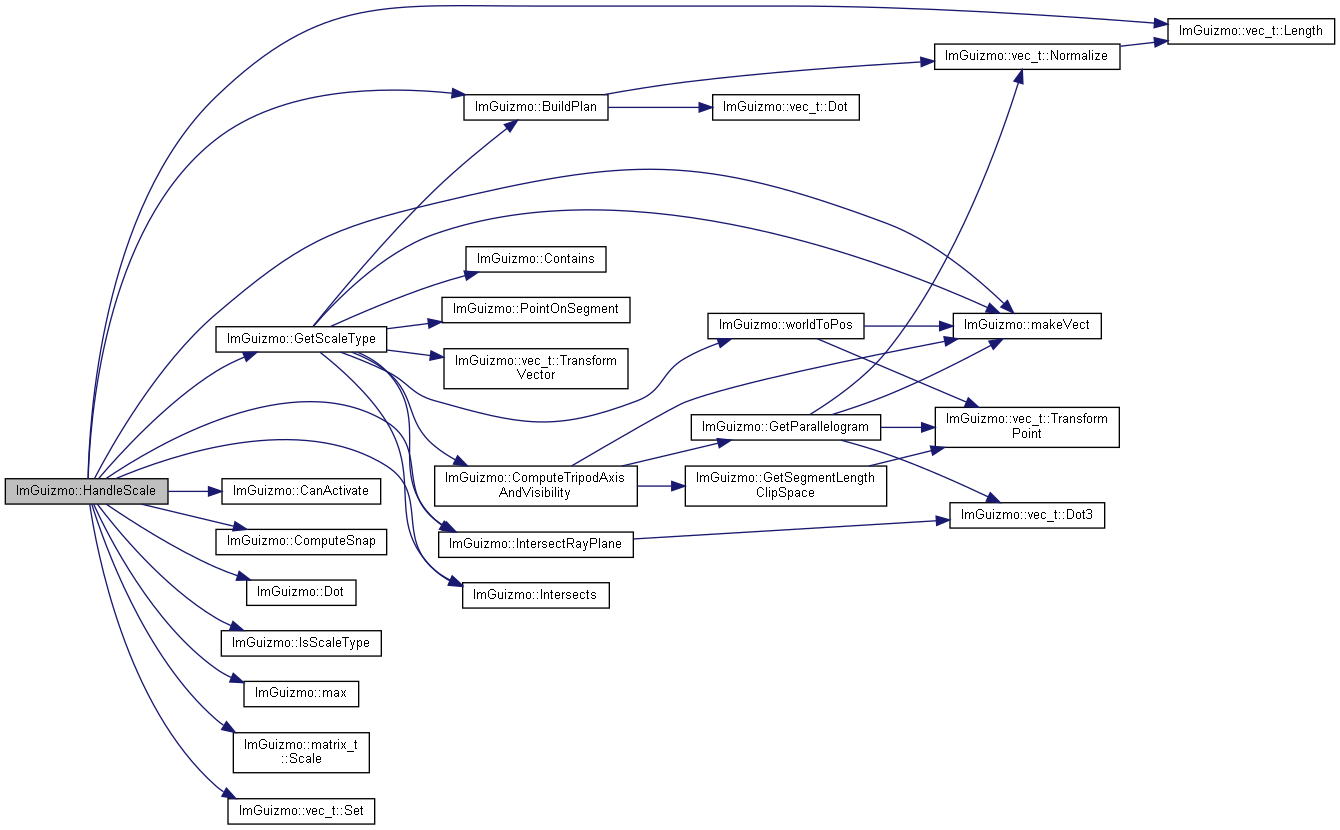 ImGuizmo::vec_t::Length
ImGuizmo::vec_t::Normalize
ImGuizmo::BuildPlan
ImGuizmo::vec_t::Dot
ImGuizmo::Contains
ImGuizmo::PointOnSegment
ImGuizmo::worldToPos
ImGuizmo::makeVect
ImGuizmo::GetScaleType
ImGuizmo::vec_t::Transform
Vector
ImGuizmo::vec_t::Transform
Point
ImGuizmo::GetParallelogram
ImGuizmo::ComputeTripodAxis
AndVisibility
ImGuizmo::GetSegmentLength
ClipSpace
ImGuizmo::HandleScale
ImGuizmo::CanActivate
ImGuizmo::vec_t::Dot3
ImGuizmo::ComputeSnap
ImGuizmo::IntersectRayPlane
ImGuizmo::Dot
ImGuizmo::Intersects
ImGuizmo::IsScaleType
ImGuizmo::max
ImGuizmo::matrix_t
::Scale
ImGuizmo::vec_t::Set